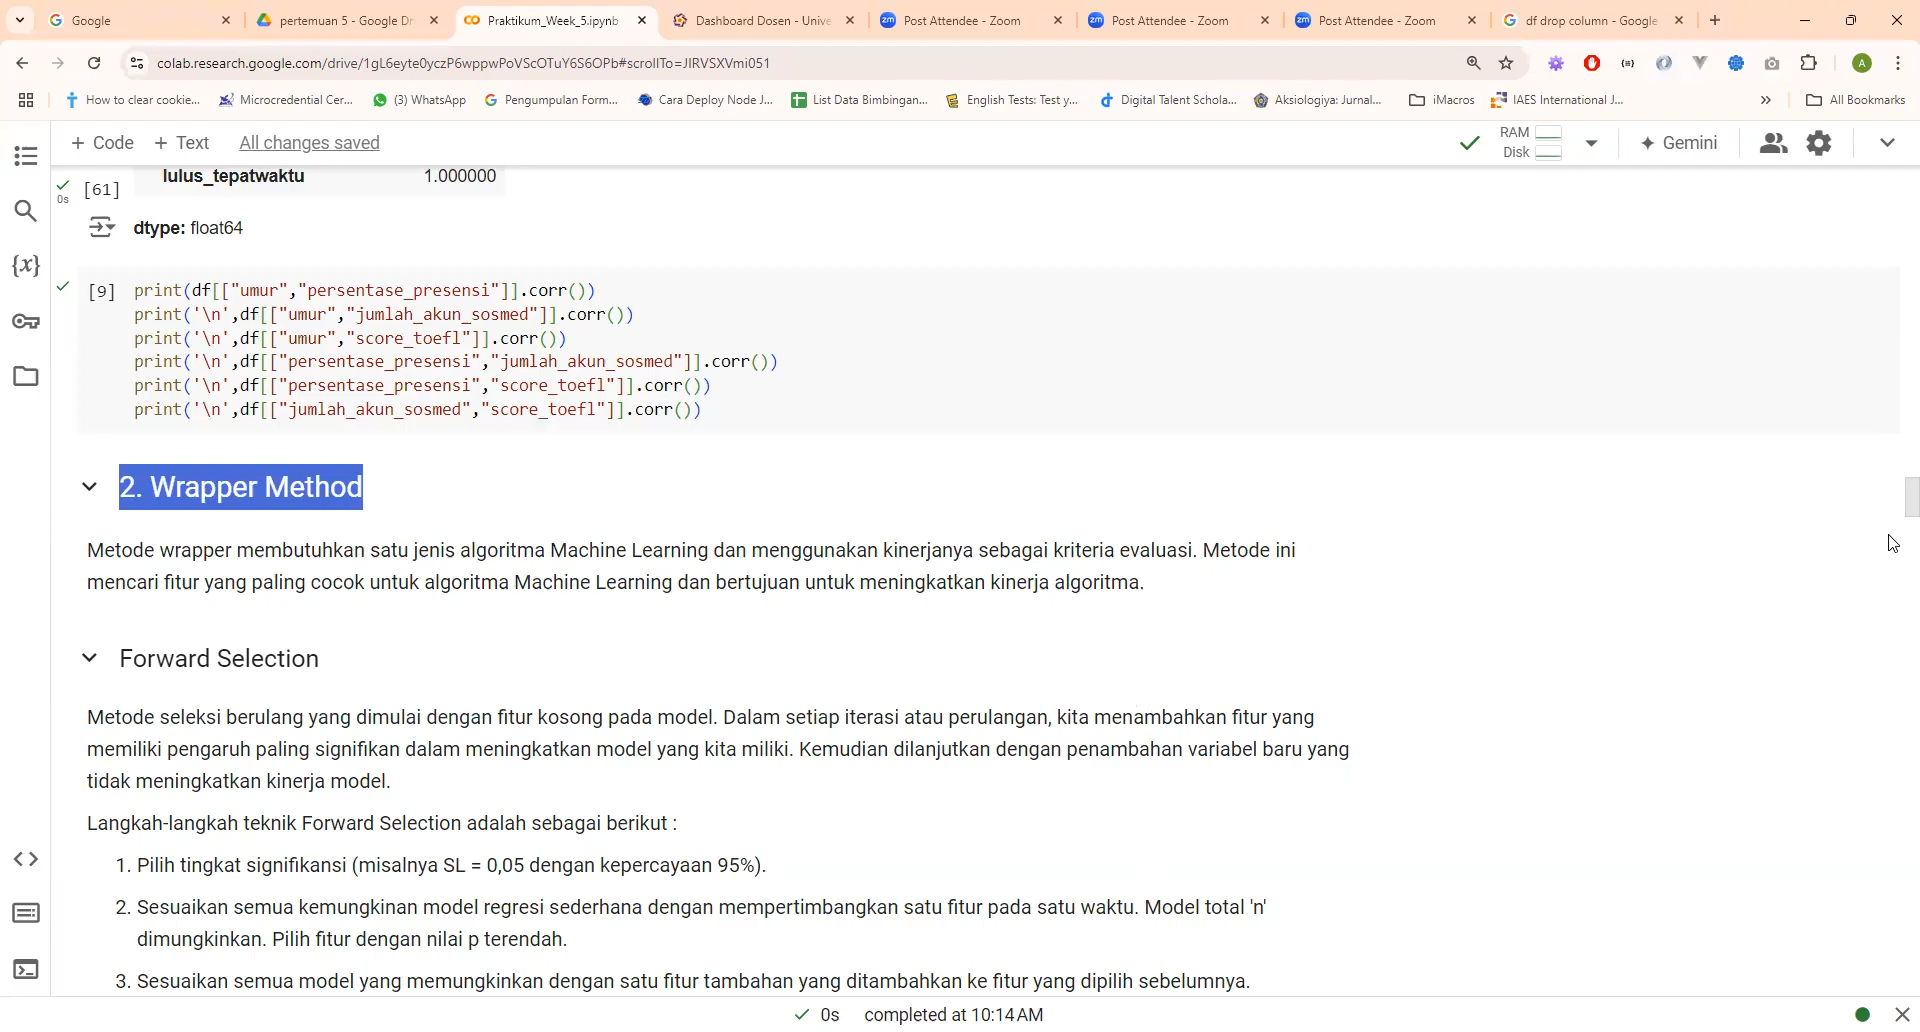 Google
pertemuan 5 - Google Dr
Praktikum_Week_5.ipynb
Dashboard Dosen - Unive
Post Attendee - Zoom
Post Attendee - Zoom
Post Attendee - Zoom
df drop column - Google
colab.research.google.com/drive/1gL6eyte0yczP6wppwPoVScOTuY6S6OPb#scrollTo=JIRVSXVmi051
How to clear cookie...
Microcredential Cer...
(3) WhatsApp
Pengumpulan Form...
Cara Deploy Node J...
List Data Bimbingan...
English Tests: Test y...
Digital Talent Schola...
Aksiologiya: Jurnal...
iMacros
IAES International J...
All Bookmarks
+ Code + Text All changes saved
RAM
Disk
Gemini
lulus_tepatwaktu 1.000000
0s [61]
dtype: float64
[9] print(df[["umur","persentase_presensi"]].corr())
print('\n',df[["umur","jumlah_akun_sosmed"]].corr())
print('\n',df[["umur","score_toefl"]].corr())
print('\n',df[["persentase_presensi","jumlah_akun_sosmed"]].corr())
print('\n',df[["persentase_presensi","score_toefl"]].corr())
print('\n',df[["jumlah_akun_sosmed","score_toefl"]].corr())
2. Wrapper Method
Metode wrapper membutuhkan satu jenis algoritma Machine Learning dan menggunakan kinerjanya sebagai kriteria evaluasi. Metode ini
mencari fitur yang paling cocok untuk algoritma Machine Learning dan bertujuan untuk meningkatkan kinerja algoritma.
Forward Selection
Metode seleksi berulang yang dimulai dengan fitur kosong pada model. Dalam setiap iterasi atau perulangan, kita menambahkan fitur yang
memiliki pengaruh paling signifikan dalam meningkatkan model yang kita miliki. Kemudian dilanjutkan dengan penambahan variabel baru yang
tidak meningkatkan kinerja model.
Langkah-langkah teknik Forward Selection adalah sebagai berikut :
1. Pilih tingkat signifikansi (misalnya SL = 0,05 dengan kepercayaan 95%).
2. Sesuaikan semua kemungkinan model regresi sederhana dengan mempertimbangkan satu fitur pada satu waktu. Model total 'n'
dimungkinkan. Pilih fitur dengan nilai p terendah.
3. Sesuaikan semua model yang memungkinkan dengan satu fitur tambahan yang ditambahkan ke fitur yang dipilih sebelumnya.
0s completed at 10:14 AM